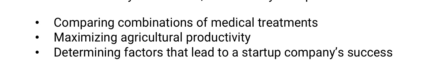 • Comparing combinations of medical treatments
• Maximizing agricultural productivity
• Determining factors that lead to a startup company's success